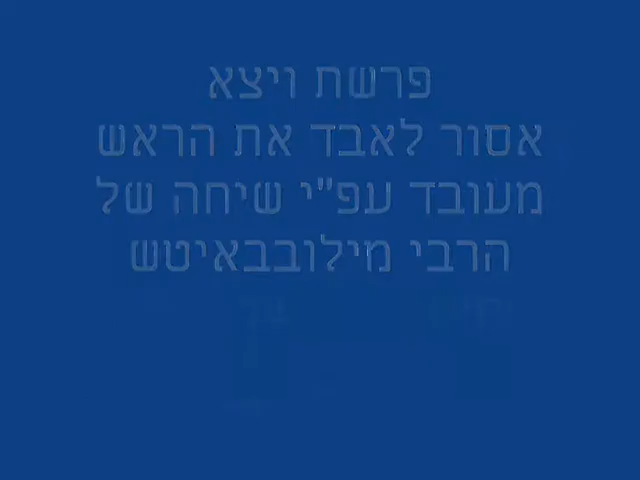 פרשת ויצא
אסור לאבד את הראש
מעובד עפ"י שיחה של
הרבי מילובבאיטש